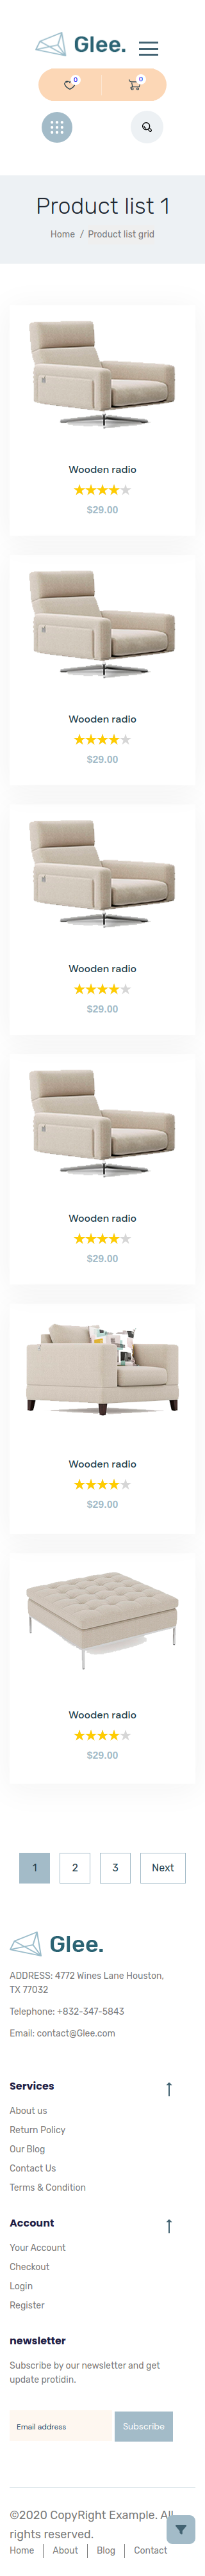 Glee.
0
0
Product list 1
Home / Product list grid
Wooden radio
$29.00
Wooden radio
$29.00
Wooden radio
$29.00
Wooden radio
$29.00
Wooden radio
$29.00
Wooden radio
$29.00
1 2 3 Next
Glee.
ADDRESS: 4772 Wines Lane Houston,
TX 77032
Telephone: +832-347-5843
Email: contact@Glee.com
Services
About us
Return Policy
Our Blog
Contact Us
Terms & Condition
Account
Your Account
Checkout
Login
Register
newsletter
Subscribe by our newsletter and get
update protidin.
Email address Subscribe
©2020 CopyRight Example. All
rights reserved.
Home About Blog Contact